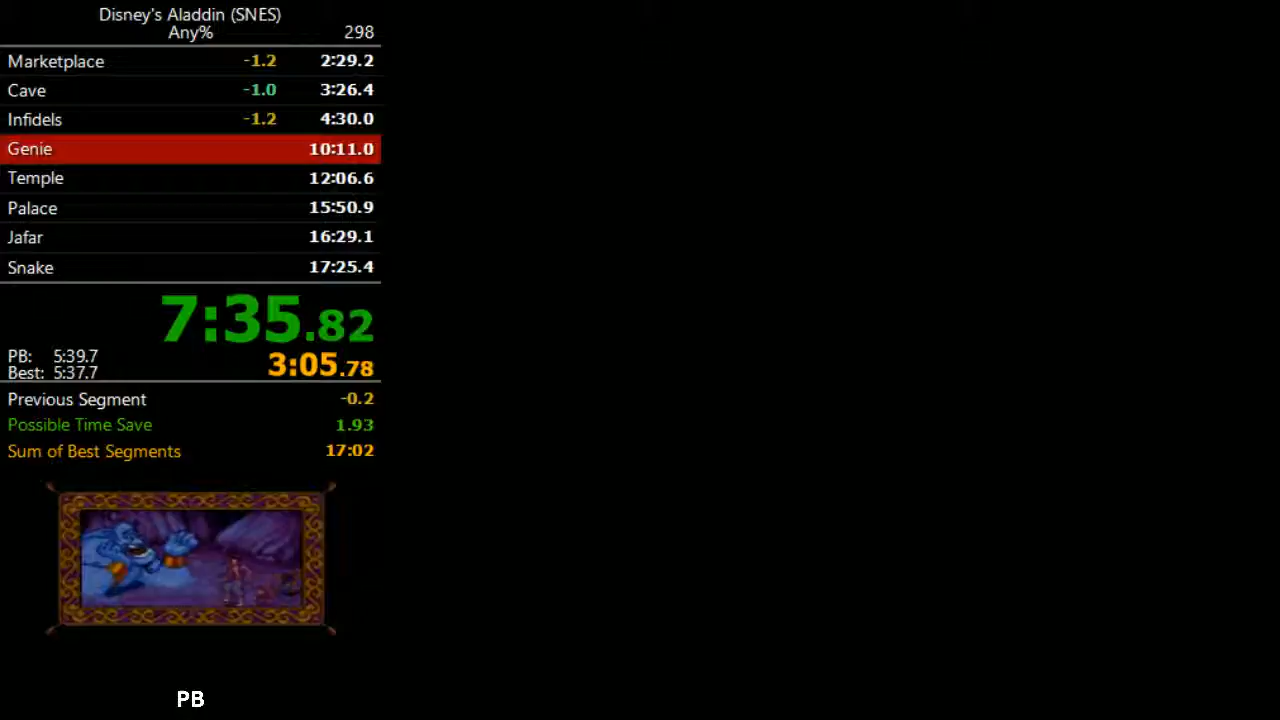 Disney's Aladdin (SNES)
Any% 298
Marketplace -1.2 2:29.2
Cave -1.0 3:26.4
Infidels -1.2 4:30.0
Genie 10:11.0
Temple 12:06.6
Palace 15:50.9
Jafar 16:29.1
Snake 17:25.4
7:35.82
PB: 5:39.7
Best: 5:37.7
3:05.78
Previous Segment -0.2
Possible Time Save 1.93
Sum of Best Segments 17:02
PB